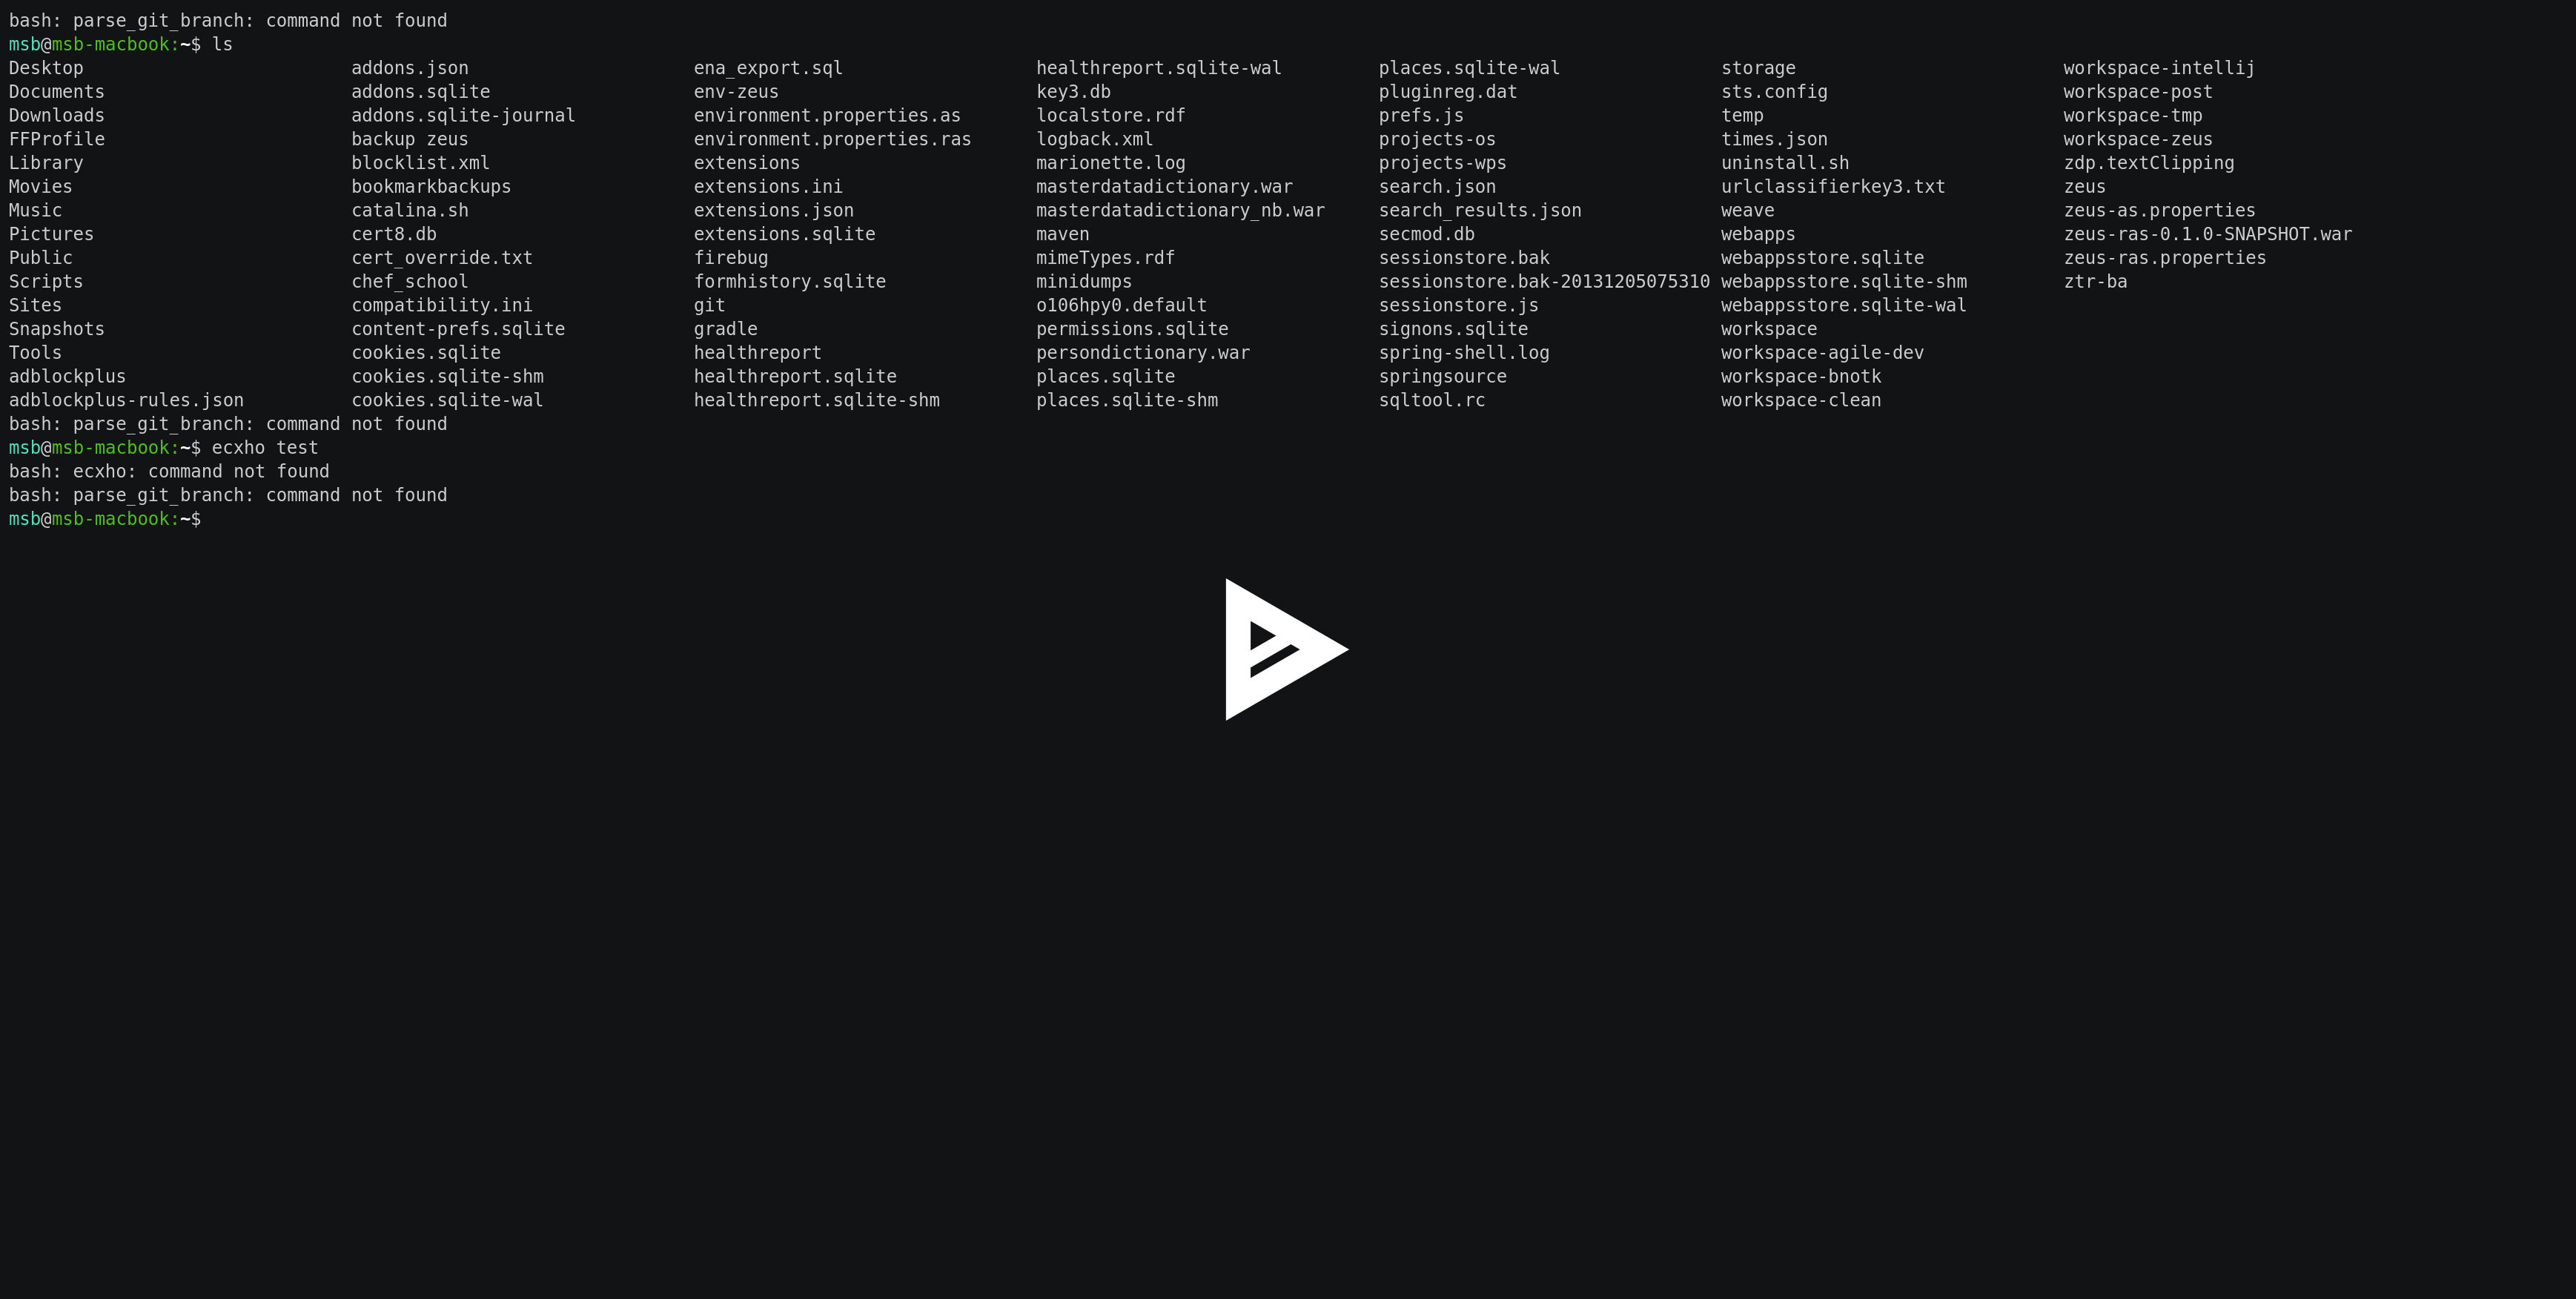 bash: parse_git_branch: command not found
msb@msb-macbook:~$ ls
Desktop addons.json ena_export.sql healthreport.sqlite-wal places.sqlite-wal storage workspace-intellij
Documents addons.sqlite env-zeus key3.db pluginreg.dat sts.config workspace-post
Downloads addons.sqlite-journal environment.properties.as localstore.rdf prefs.js temp workspace-tmp
FFProfile backup zeus environment.properties.ras logback.xml projects-os times.json workspace-zeus
Library blocklist.xml extensions marionette.log projects-wps uninstall.sh zdp.textClipping
Movies bookmarkbackups extensions.ini masterdatadictionary.war search.json urlclassifierkey3.txt zeus
Music catalina.sh extensions.json masterdatadictionary_nb.war search_results.json weave zeus-as.properties
Pictures cert8.db extensions.sqlite maven secmod.db webapps zeus-ras-0.1.0-SNAPSHOT.war
Public cert_override.txt firebug mimeTypes.rdf sessionstore.bak webappsstore.sqlite zeus-ras.properties
Scripts chef_school formhistory.sqlite minidumps sessionstore.bak-20131205075310 webappsstore.sqlite-shm ztr-ba
Sites compatibility.ini git o106hpy0.default sessionstore.js webappsstore.sqlite-wal
Snapshots content-prefs.sqlite gradle permissions.sqlite signons.sqlite workspace
Tools cookies.sqlite healthreport persondictionary.war spring-shell.log workspace-agile-dev
adblockplus cookies.sqlite-shm healthreport.sqlite places.sqlite springsource workspace-bnotk
adblockplus-rules.json cookies.sqlite-wal healthreport.sqlite-shm places.sqlite-shm sqltool.rc workspace-clean
bash: parse_git_branch: command not found
msb@msb-macbook:~$ ecxho test
bash: ecxho: command not found
bash: parse_git_branch: command not found
msb@msb-macbook:~$